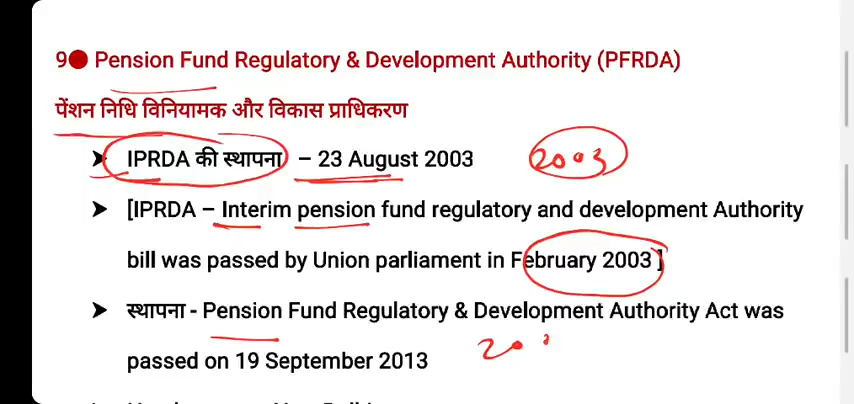 9● Pension Fund Regulatory & Development Authority (PFRDA)
पेंशन निधि विनियामक और विकास प्राधिकरण
➤ IPRDA की स्थापना – 23 August 2003 2003
➤ [IPRDA – Interim pension fund regulatory and development Authority
bill was passed by Union parliament in February 2003]
➤ स्थापना - Pension Fund Regulatory & Development Authority Act was
passed on 19 September 2013 20